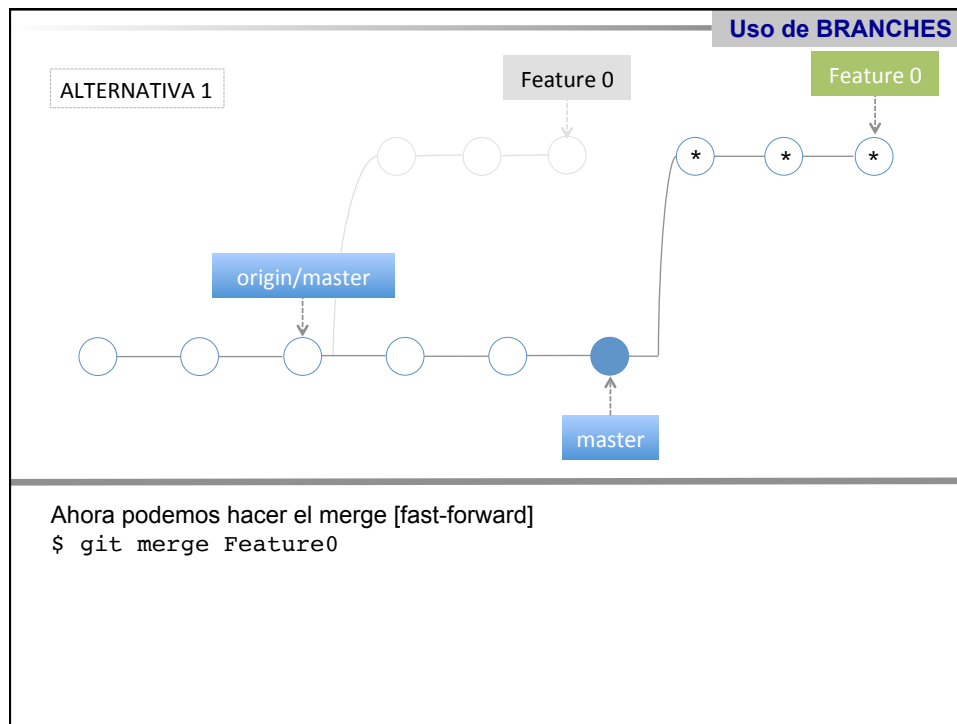 Uso de BRANCHES
ALTERNATIVA 1
Feature 0
Feature 0
* * *
origin/master
master
Ahora podemos hacer el merge [fast-forward]
$ git merge Feature0